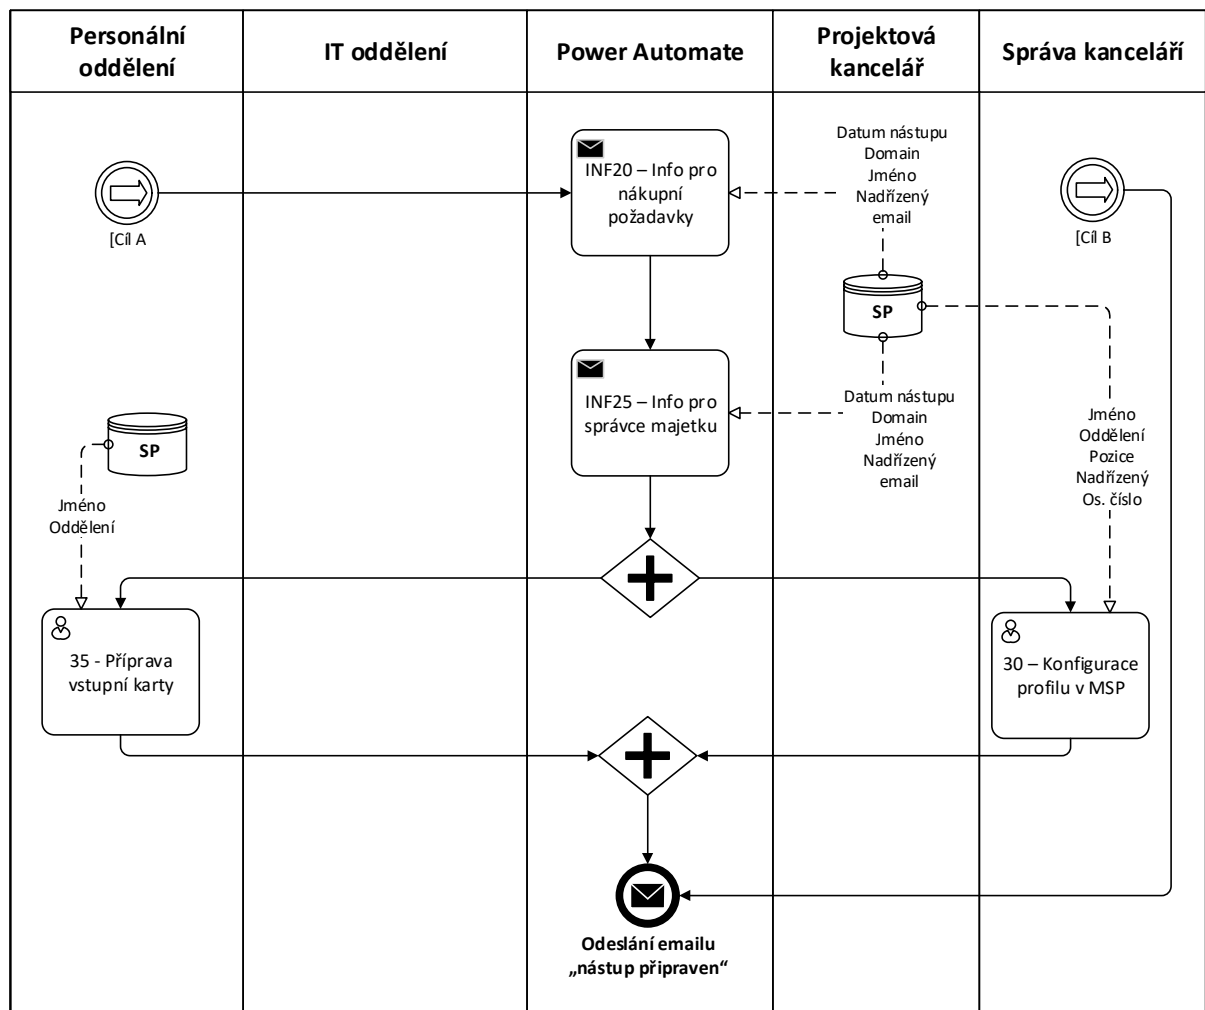 Personální
oddělení
IT oddělení
Power Automate
Projektová
kancelář
Správa kanceláří
INF20 – Info pro
nákupní
požadavky
Datum nástupu
Domain
Jméno
Nadřízený
email
[Cíl A
[Cíl B
SP
INF25 – Info pro
správce majetku
Datum nástupu
Domain
Jméno
Nadřízený
email
Jméno
Oddělení
Pozice
Nadřízený
Os. číslo
SP
Jméno
Oddělení
35 - Příprava
vstupní karty
30 – Konfigurace
profilu v MSP
Odeslání emailu
„nástup připraven“